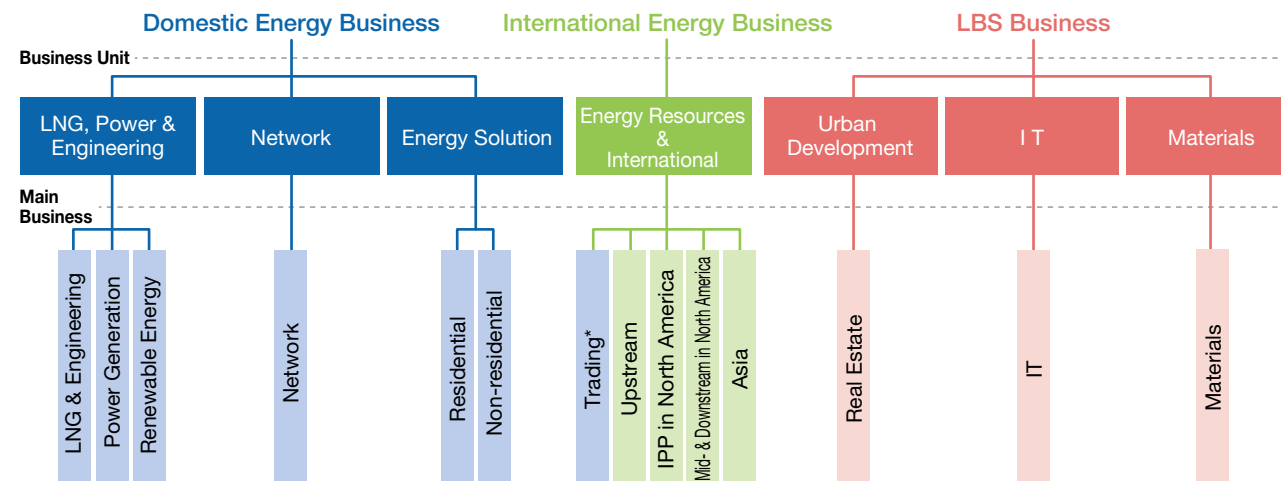 Domestic Energy Business
International Energy Business
LBS Business
Business Unit
LNG, Power &
Engineering
Network
Energy Solution
Energy Resources
&
International
Urban
Development
I T
Materials
Main
Business
LNG & Engineering
Power Generation
Renewable Energy
Network
Residential
Non-residential
Trading*
Upstream
IPP in North America
Mid- & Downstream in North America
Asia
Real Estate
IT
Materials